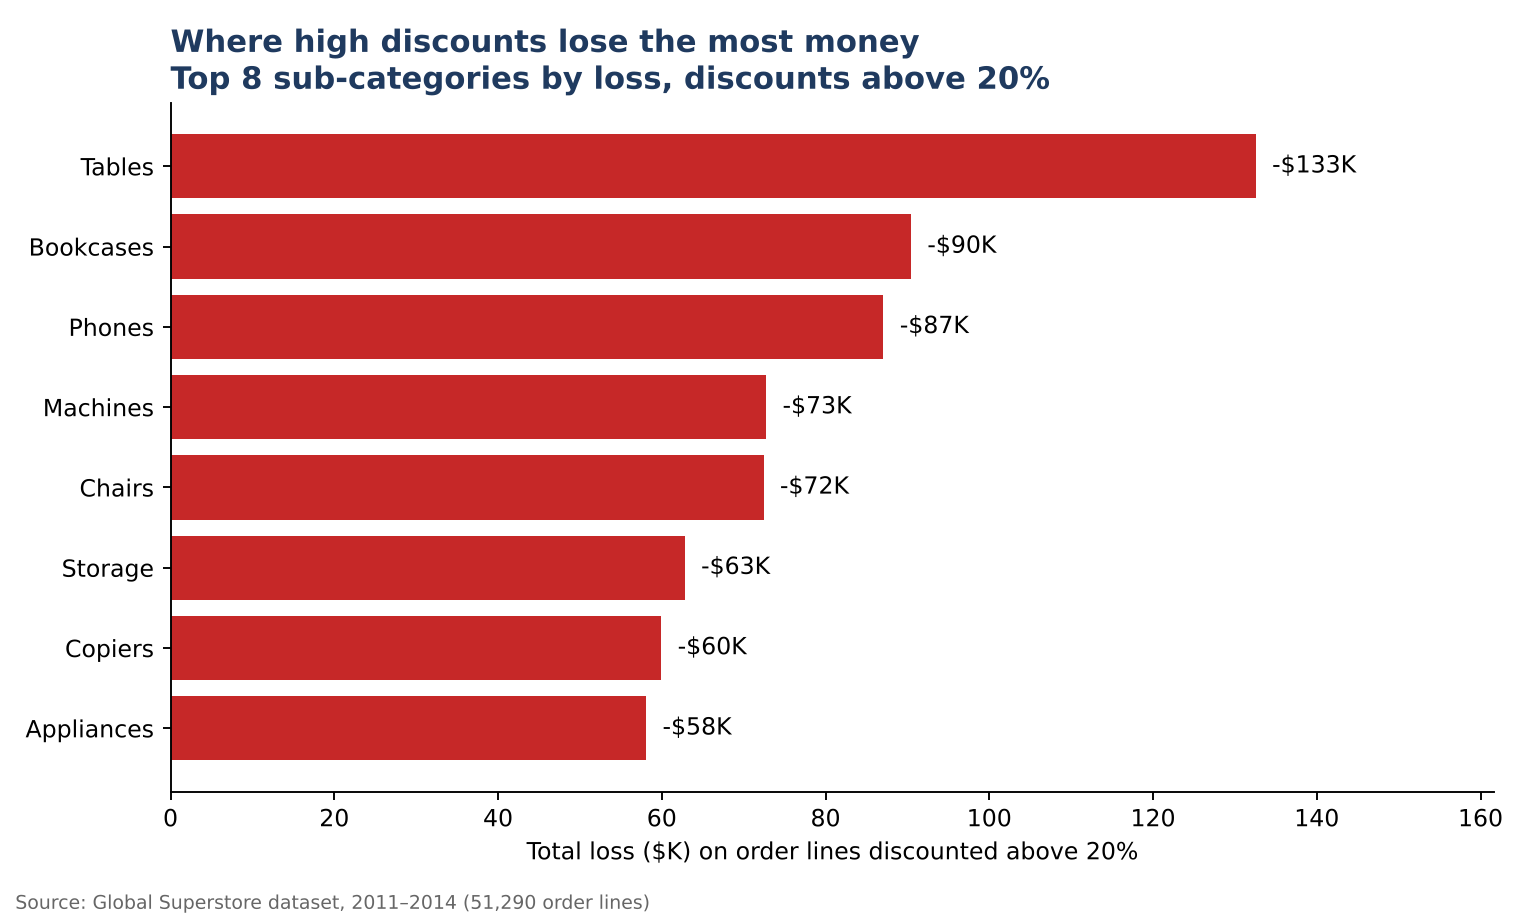 Where high discounts lose the most money
Top 8 sub-categories by loss, discounts above 20%
Tables
-$133K
Bookcases
-$90K
Phones
-$87K
Machines
-$73K
Chairs
-$72K
Storage
-$63K
Copiers
-$60K
Appliances
-$58K
0 20 40 60 80 100 120 140 160
Total loss ($K) on order lines discounted above 20%
Source: Global Superstore dataset, 2011–2014 (51,290 order lines)